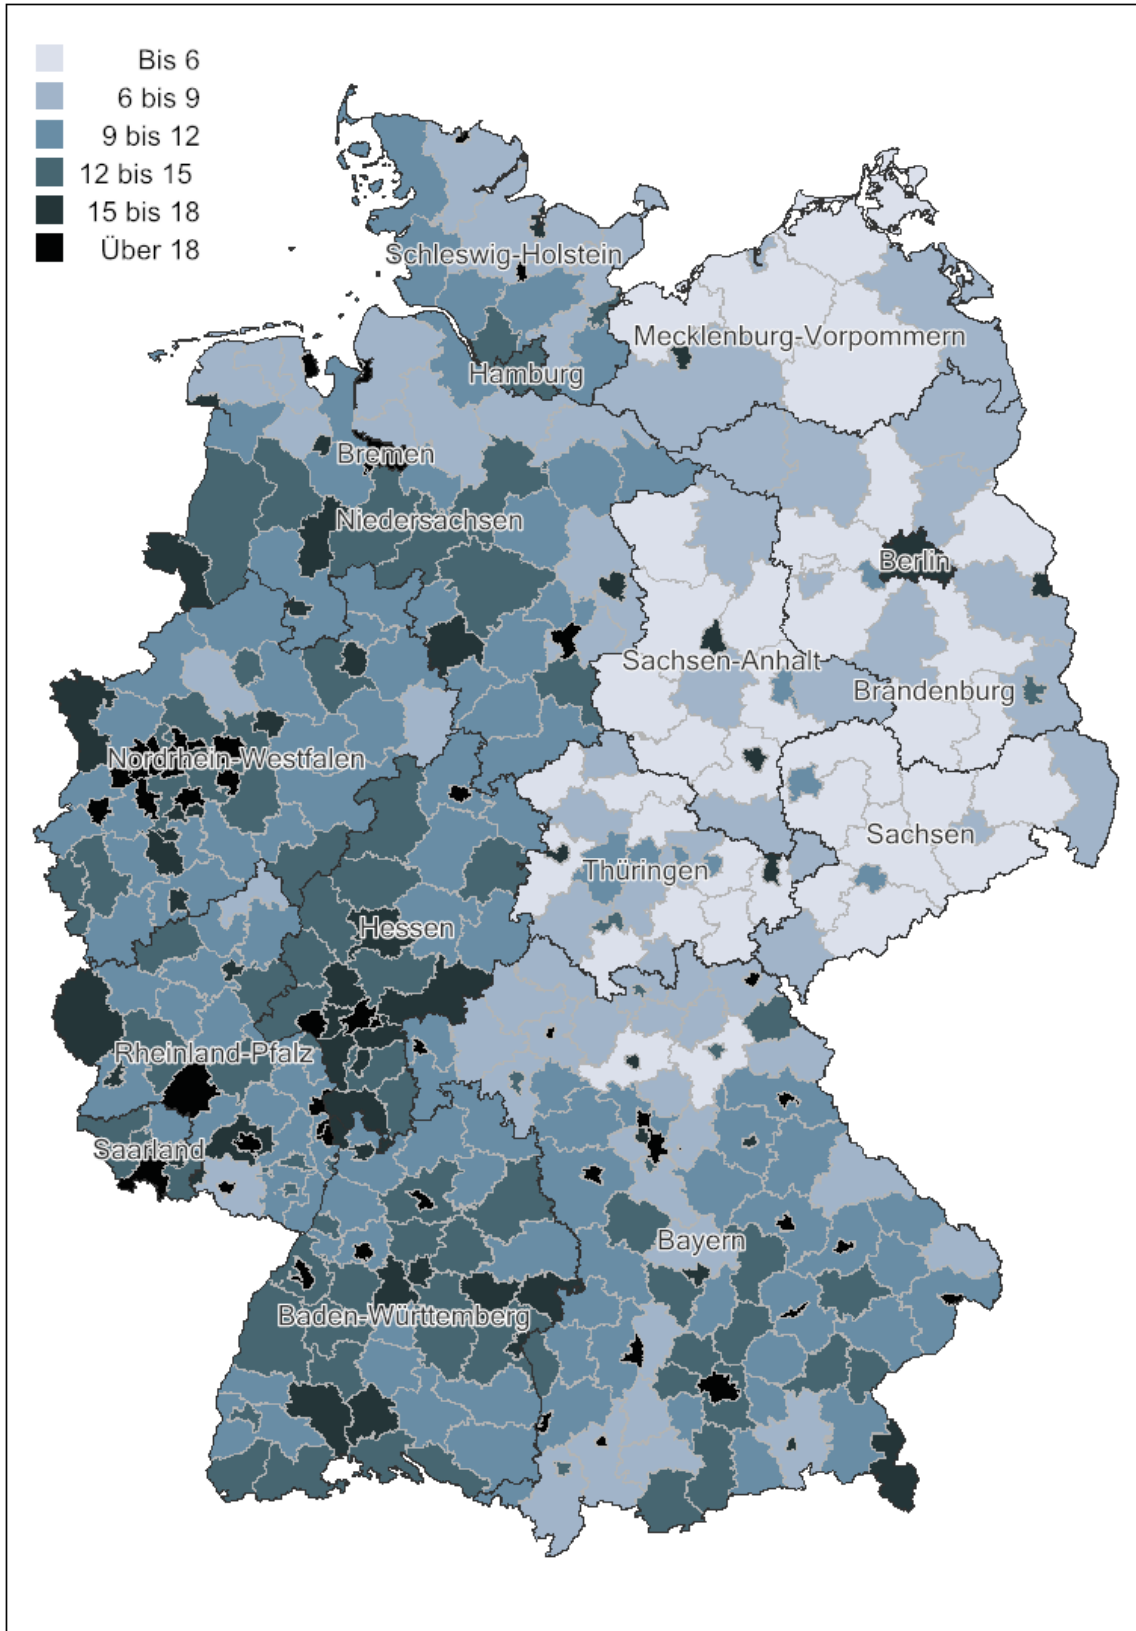 Bis 6
6 bis 9
9 bis 12
12 bis 15
15 bis 18
Über 18
Schleswig-Holstein
Mecklenburg-Vorpommern
Hamburg
Bremen
Niedersachsen
Berlin
Sachsen-Anhalt
Brandenburg
Nordrhein-Westfalen
Sachsen
Thüringen
Hessen
Rheinland-Pfalz
Saarland
Bayern
Baden-Württemberg